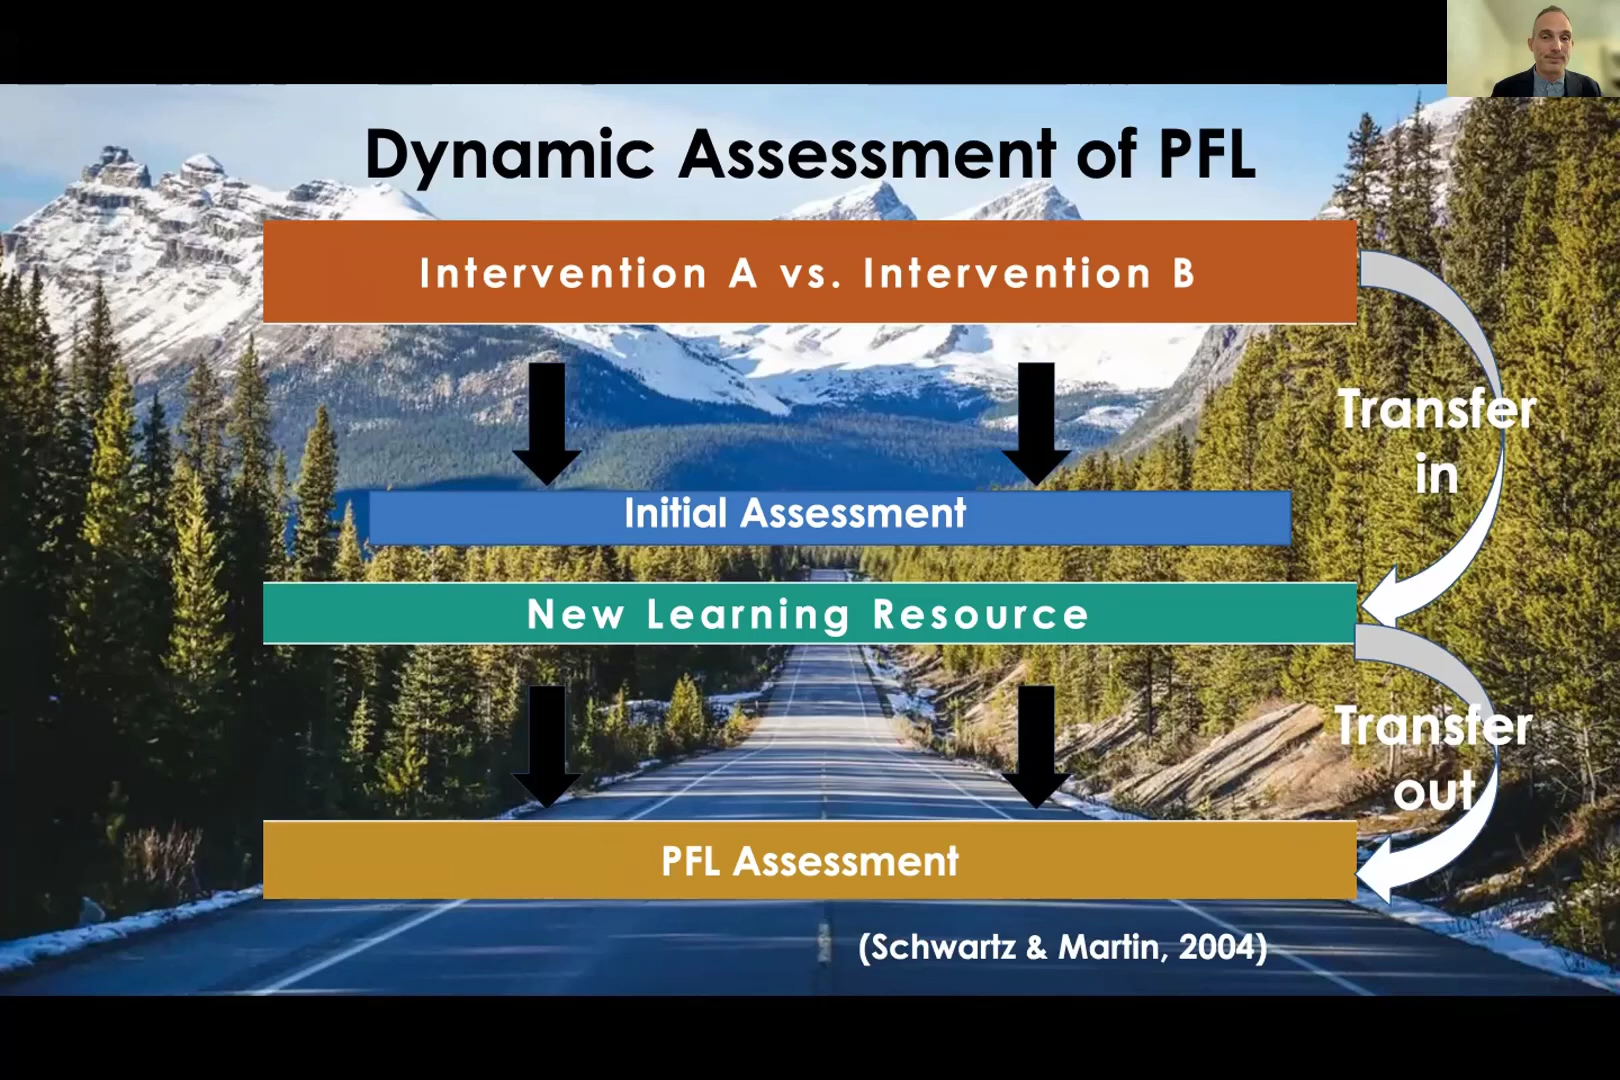 Dynamic Assessment of PFL
Intervention A vs. Intervention B
Transfer
in
Initial Assessment
New Learning Resource
Transfer
out
PFL Assessment
(Schwartz & Martin, 2004)